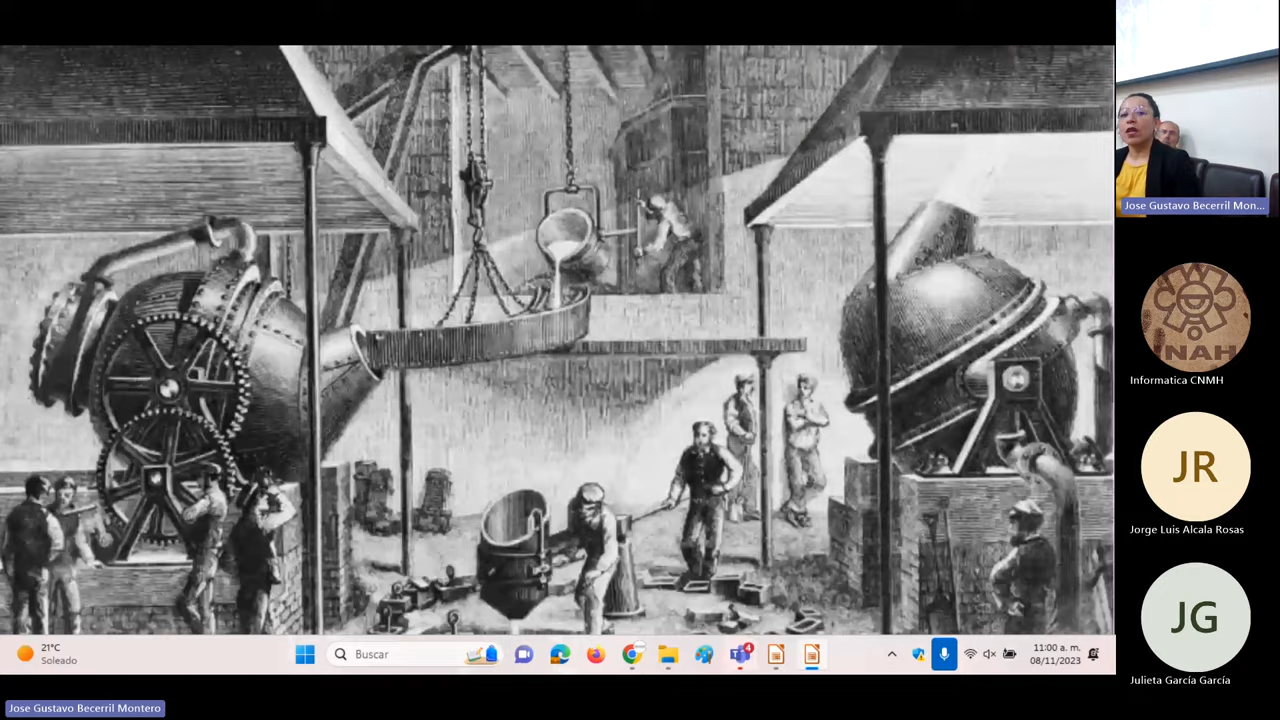 Jose Gustavo Becerril Mon...
INAH
Informatica CNMH
JR
Jorge Luis Alcala Rosas
JG
Julieta García García
21°C
Soleado
Buscar
4
11:00 a. m.
08/11/2023
Jose Gustavo Becerril Montero